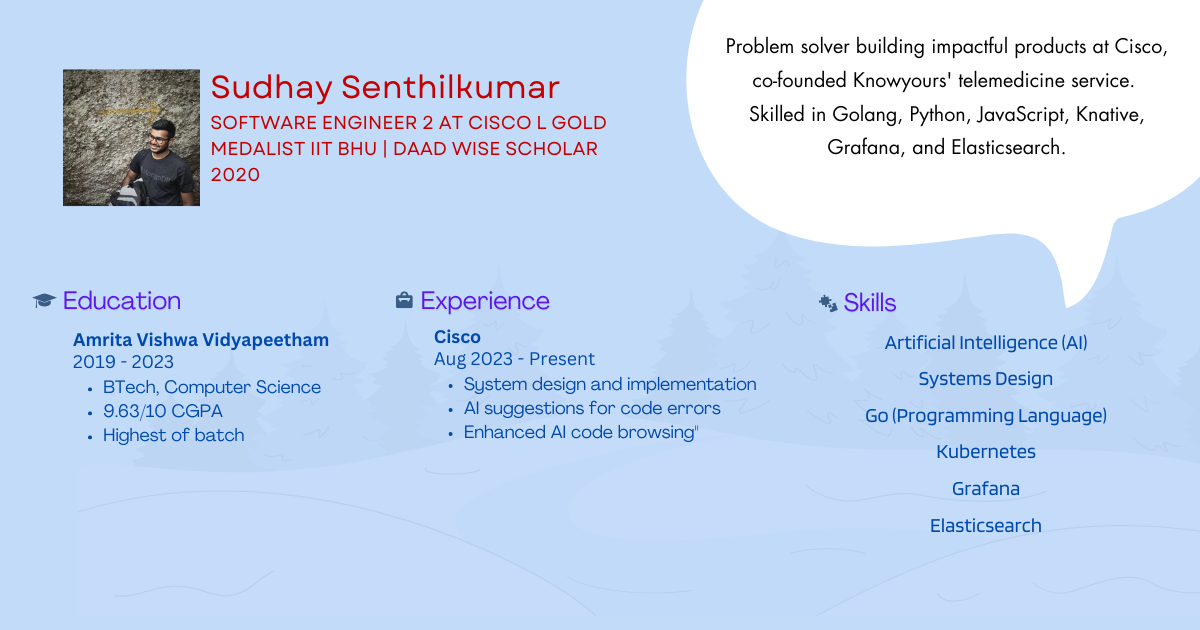 Problem solver building impactful products at Cisco,
co-founded Knowyours' telemedicine service.
Skilled in Golang, Python, JavaScript, Knative,
Grafana, and Elasticsearch.
Sudhay Senthilkumar
SOFTWARE ENGINEER 2 AT CISCO L GOLD
MEDALIST IIT BHU | DAAD WISE SCHOLAR
2020
Education
Amrita Vishwa Vidyapeetham
2019 - 2023
• BTech, Computer Science
• 9.63/10 CGPA
• Highest of batch
Experience
Cisco
Aug 2023 - Present
• System design and implementation
• AI suggestions for code errors
• Enhanced AI code browsing"
Skills
Artificial Intelligence (AI)
Systems Design
Go (Programming Language)
Kubernetes
Grafana
Elasticsearch